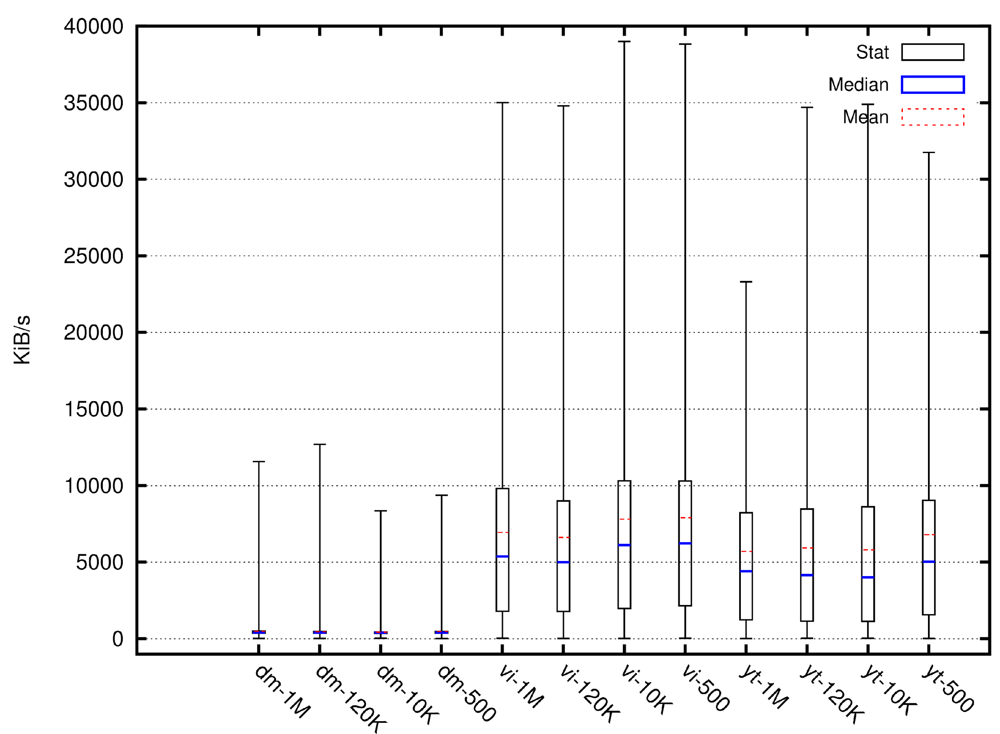 40000
35000
30000
25000
20000
15000
10000
5000
0
KiB/s
Stat
Median
Mean
dm-1M
dm-120K
dm-10K
dm-500
vi-1M
vi-120K
vi-10K
vi-500
yt-1M
yt-120K
yt-10K
yt-500